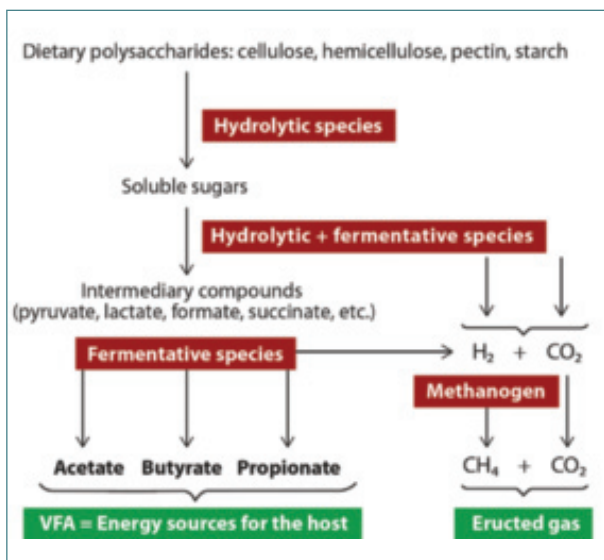 Dietary polysaccharides: cellulose, hemicellulose, pectin, starch
Hydrolytic species
Soluble sugars
Hydrolytic + fermentative species
Intermediary compounds
(pyruvate, lactate, formate, succinate, etc.)
Fermentative species
H₂ + CO₂
Methanogen
Acetate Butyrate Propionate
CH₄ + CO₂
VFA = Energy sources for the host
Eructed gas